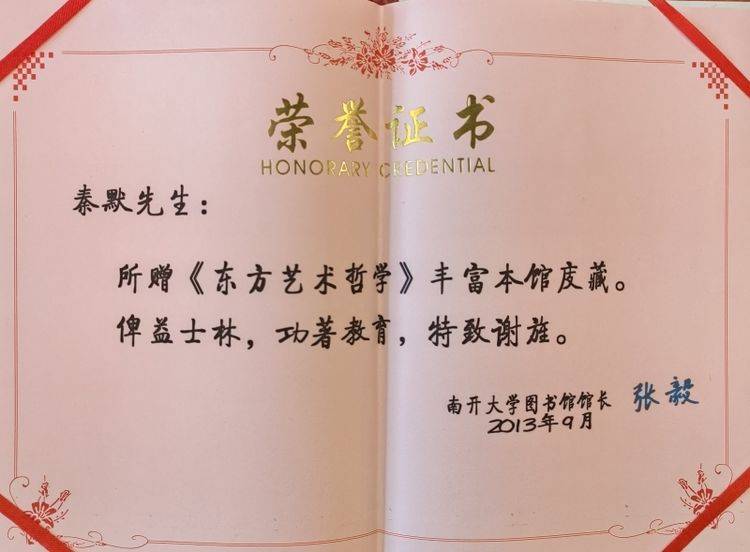 荣誉证书
HONORARY CREDENTIAL
秦默先生：
所赠《东方艺术哲学》丰富本馆庋藏。
俾益士林，功著教育，特致谢旌。
南开大学图书馆馆长 张毅
2013年9月